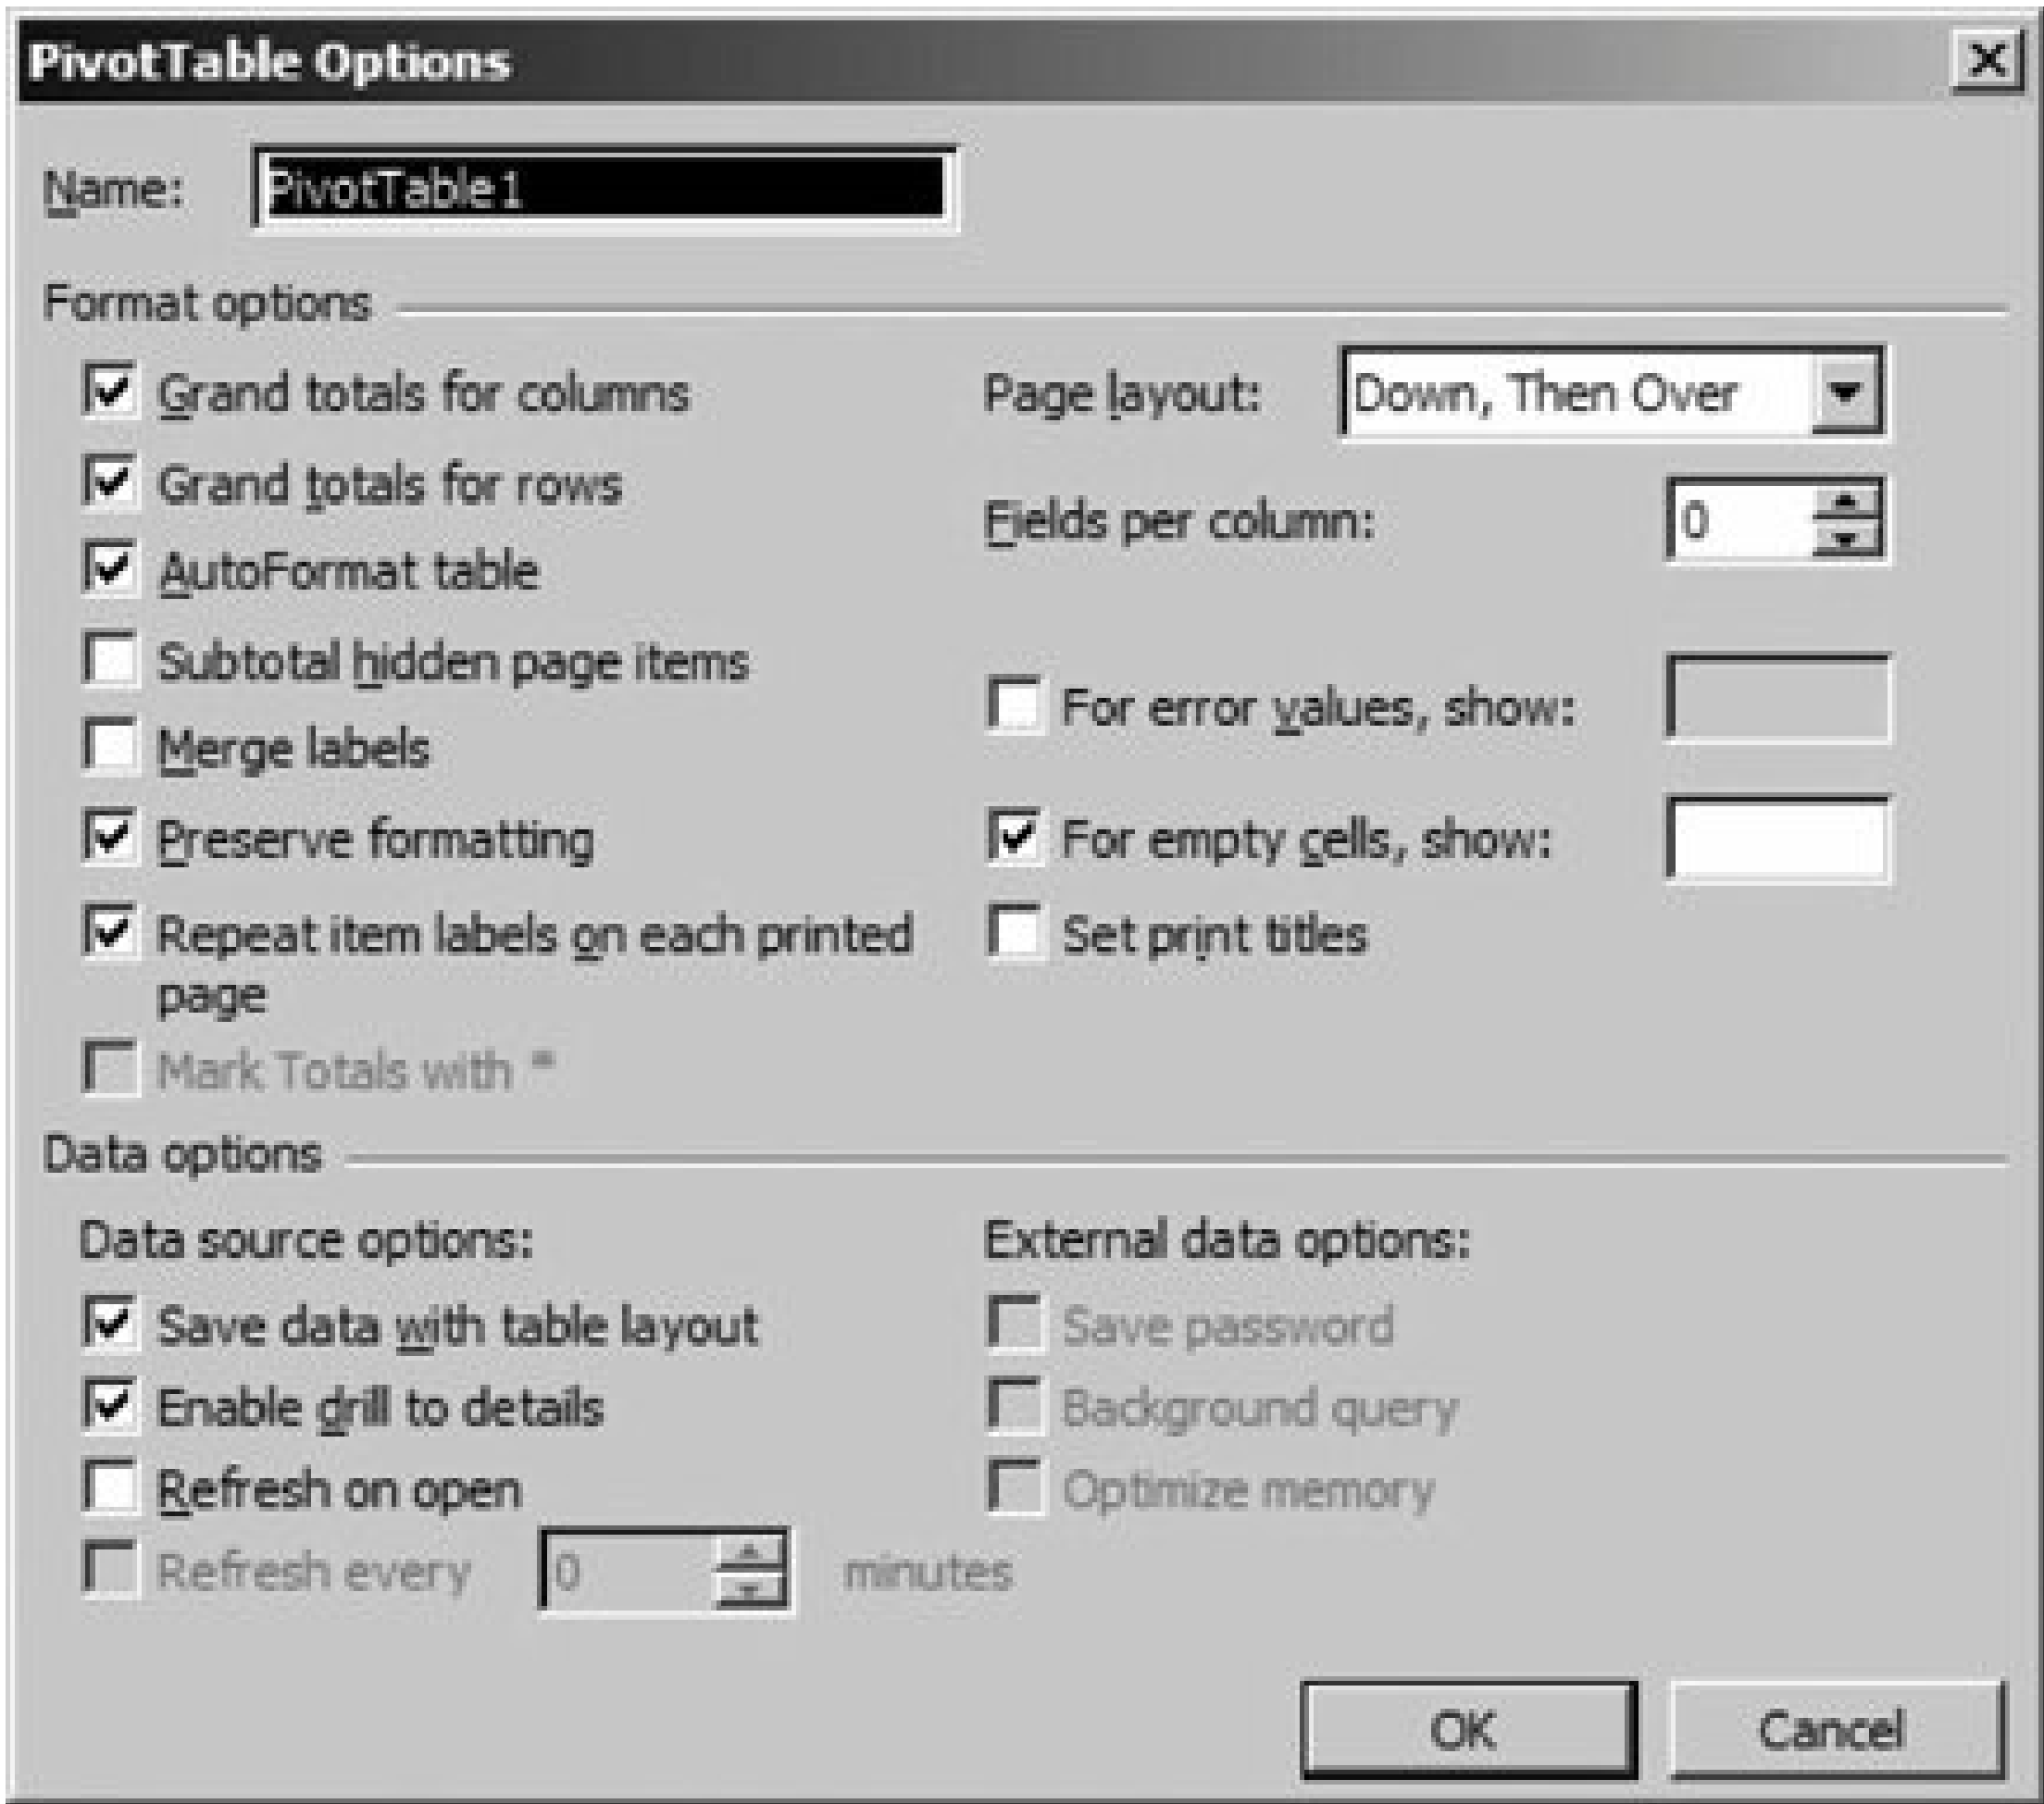 PivotTable Options
Name: PivotTable1
Format options
Grand totals for columns
Grand totals for rows
AutoFormat table
Subtotal hidden page items
Merge labels
Preserve formatting
Repeat item labels on each printed
page
Mark Totals with *
Page layout: Down, Then Over
Fields per column: 0
For error values, show:
For empty cells, show:
Set print titles
Data options
Data source options:
Save data with table layout
Enable drill to details
Refresh on open
Refresh every 0 minutes
External data options:
Save password
Background query
Optimize memory
OK
Cancel